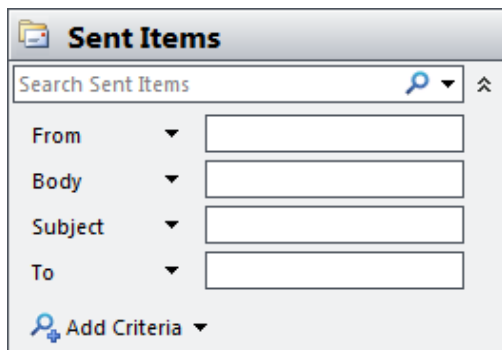 Sent Items
Search Sent Items
From
Body
Subject
To
Add Criteria